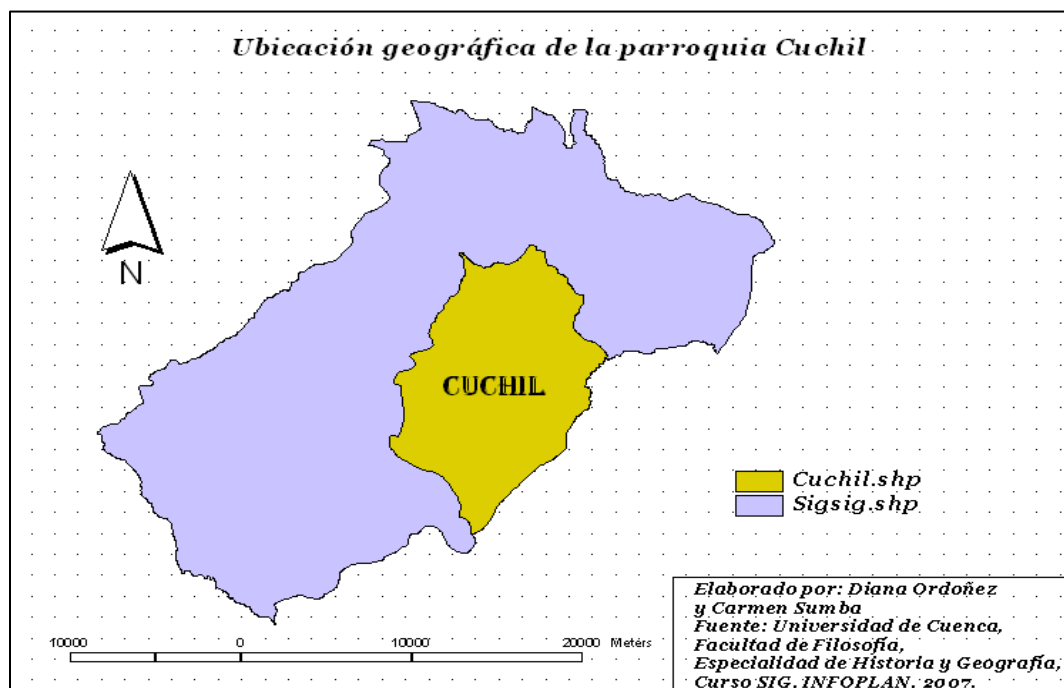 Ubicación geográfica de la parroquia Cuchil
N
CUCHIL
Cuchil.shp
Sigsig.shp
10000 0 10000 20000 Meters
Elaborado por: Diana Ordoñez
y Carmen Sumba
Fuente: Universidad de Cuenca,
Facultad de Filosofía,
Especialidad de Historia y Geografía,
Curso SIG. INFOPLAN. 2007.